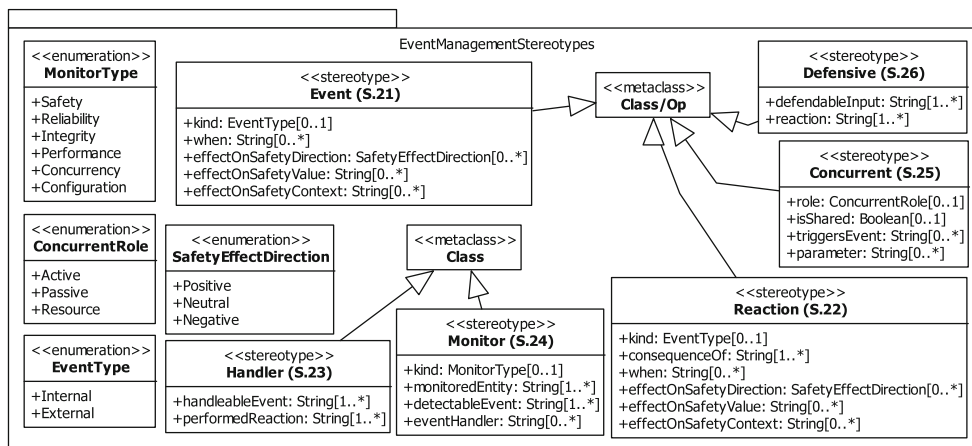 EventManagementStereotypes
<<enumeration>>
MonitorType
+Safety
+Reliability
+Integrity
+Performance
+Concurrency
+Configuration
<<stereotype>>
Event (S.21)
+kind: EventType[0..1]
+when: String[0..*]
+effectOnSafetyDirection: SafetyEffectDirection[0..*]
+effectOnSafetyValue: String[0..*]
+effectOnSafetyContext: String[0..*]
<<metaclass>>
Class/Op
<<stereotype>>
Defensive (S.26)
+defendableInput: String[1..*]
+reaction: String[1..*]
<<stereotype>>
Concurrent (S.25)
+role: ConcurrentRole[0..1]
+isShared: Boolean[0..1]
+triggersEvent: String[0..*]
+parameter: String[0..*]
<<enumeration>>
ConcurrentRole
+Active
+Passive
+Resource
<<enumeration>>
SafetyEffectDirection
+Positive
+Neutral
+Negative
<<metaclass>>
Class
<<stereotype>>
Reaction (S.22)
+kind: EventType[0..1]
+consequenceOf: String[1..*]
+when: String[0..*]
+effectOnSafetyDirection: SafetyEffectDirection[0..*]
+effectOnSafetyValue: String[0..*]
+effectOnSafetyContext: String[0..*]
<<enumeration>>
EventType
+Internal
+External
<<stereotype>>
Handler (S.23)
+handleableEvent: String[1..*]
+performedReaction: String[1..*]
<<stereotype>>
Monitor (S.24)
+kind: MonitorType[0..1]
+monitoredEntity: String[1..*]
+detectableEvent: String[1..*]
+eventHandler: String[0..*]